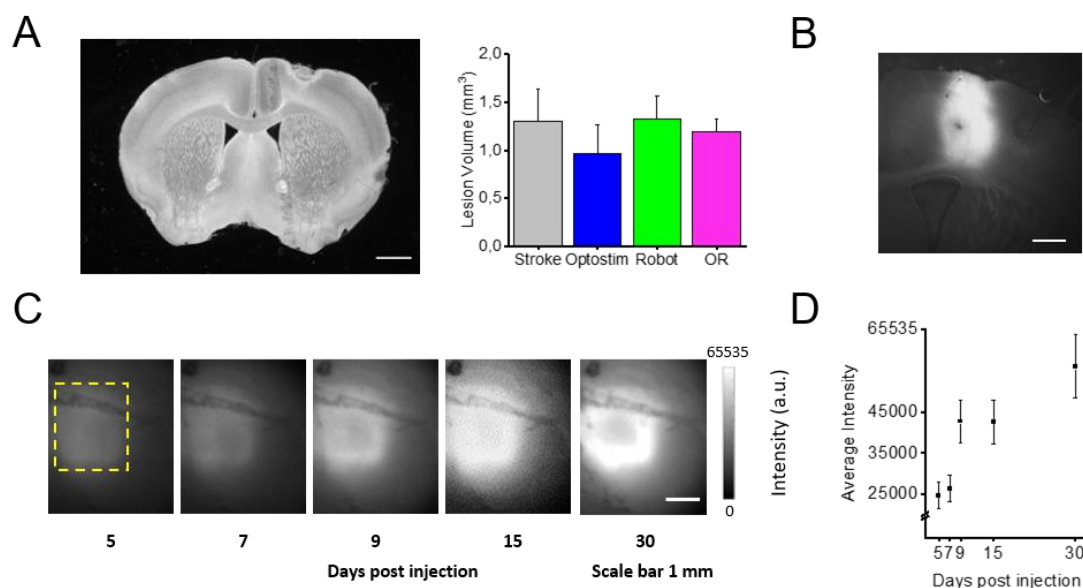 A
2,0
1,5
1,0
0,5
0,0
Lesion Volume (mm³)
Stroke Optostim Robot OR
B
C
65535
0
Intensity (a.u.)
5 7 9 15 30
Days post injection Scale bar 1 mm
D
65535
45000
35000
25000
Average Intensity
5 7 9 15 30
Days post injection